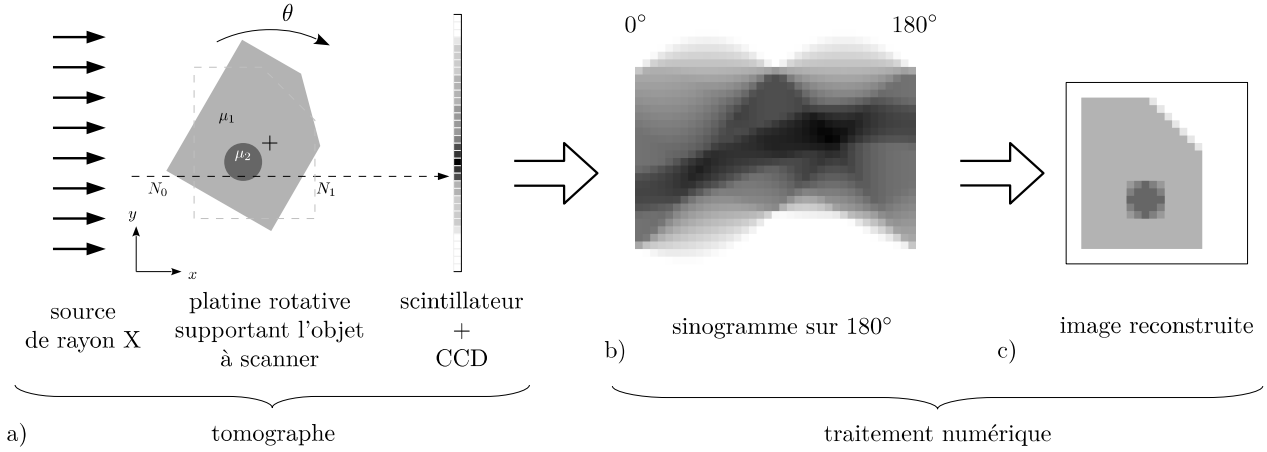 θ
0°
180°
μ₁
μ₂
N₀
N₁
y
x
source
de rayon X
platine rotative
supportant l'objet
à scanner
scintillateur
+
CCD
sinogramme sur 180°
image reconstruite
b)
c)
a)
tomographe
traitement numérique